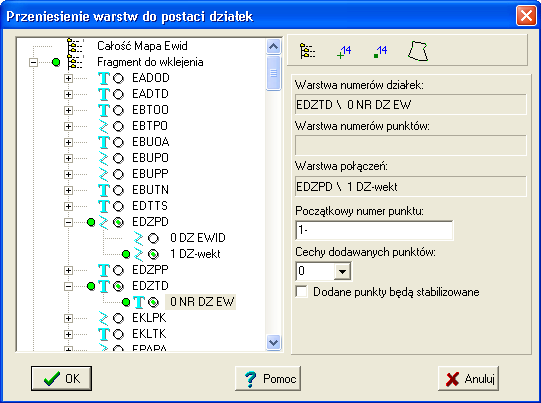 Przeniesienie warstw do postaci działek
Całość Mapa Ewid
Fragment do wklejenia
EADOD
EADTD
EBTOO
EBTPO
EBUOA
EBUPO
EBUPP
EBUTN
EDTTS
EDZPD
0 DZ EWID
1 DZ-wekt
EDZPP
EDZTD
0 NR DZ EW
EKLPK
EKLTK
EPAPA
14
14
Warstwa numerów działek:
EDZTD \ 0 NR DZ EW
Warstwa numerów punktów:
Warstwa połączeń:
EDZPD \ 1 DZ-wekt
Początkowy numer punktu:
1-
Cechy dodawanych punktów:
0
Dodane punkty będą stabilizowane
OK
Pomoc
Anuluj